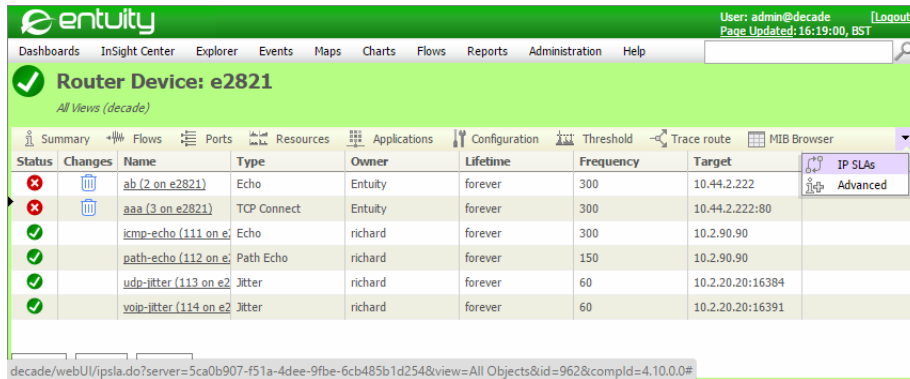 entuity
User: admin@decade [Logout
Page Updated: 16:19:00, BST
Dashboards InSight Center Explorer Events Maps Charts Flows Reports Administration Help
Router Device: e2821
All Views (decade)
Summary Flows Ports Resources Applications Configuration Threshold Trace route MIB Browser
Status Changes Name Type Owner Lifetime Frequency Target
IP SLAs
Advanced
ab (2 on e2821) Echo Entuity forever 300 10.44.2.222
aaa (3 on e2821) TCP Connect Entuity forever 300 10.44.2.222:80
icmp-echo (111 on e: Echo richard forever 300 10.2.90.90
path-echo (112 on e: Path Echo richard forever 150 10.2.90.90
udp-jitter (113 on e2 Jitter richard forever 60 10.2.20.20:16384
voip-jitter (114 on e2 Jitter richard forever 60 10.2.20.20:16391
decade/webUI/ipsla.do?server=5ca0b907-f51a-4dee-9fbe-6cb485b1d254&view=All Objects&id=962&compId=4.10.0.0#